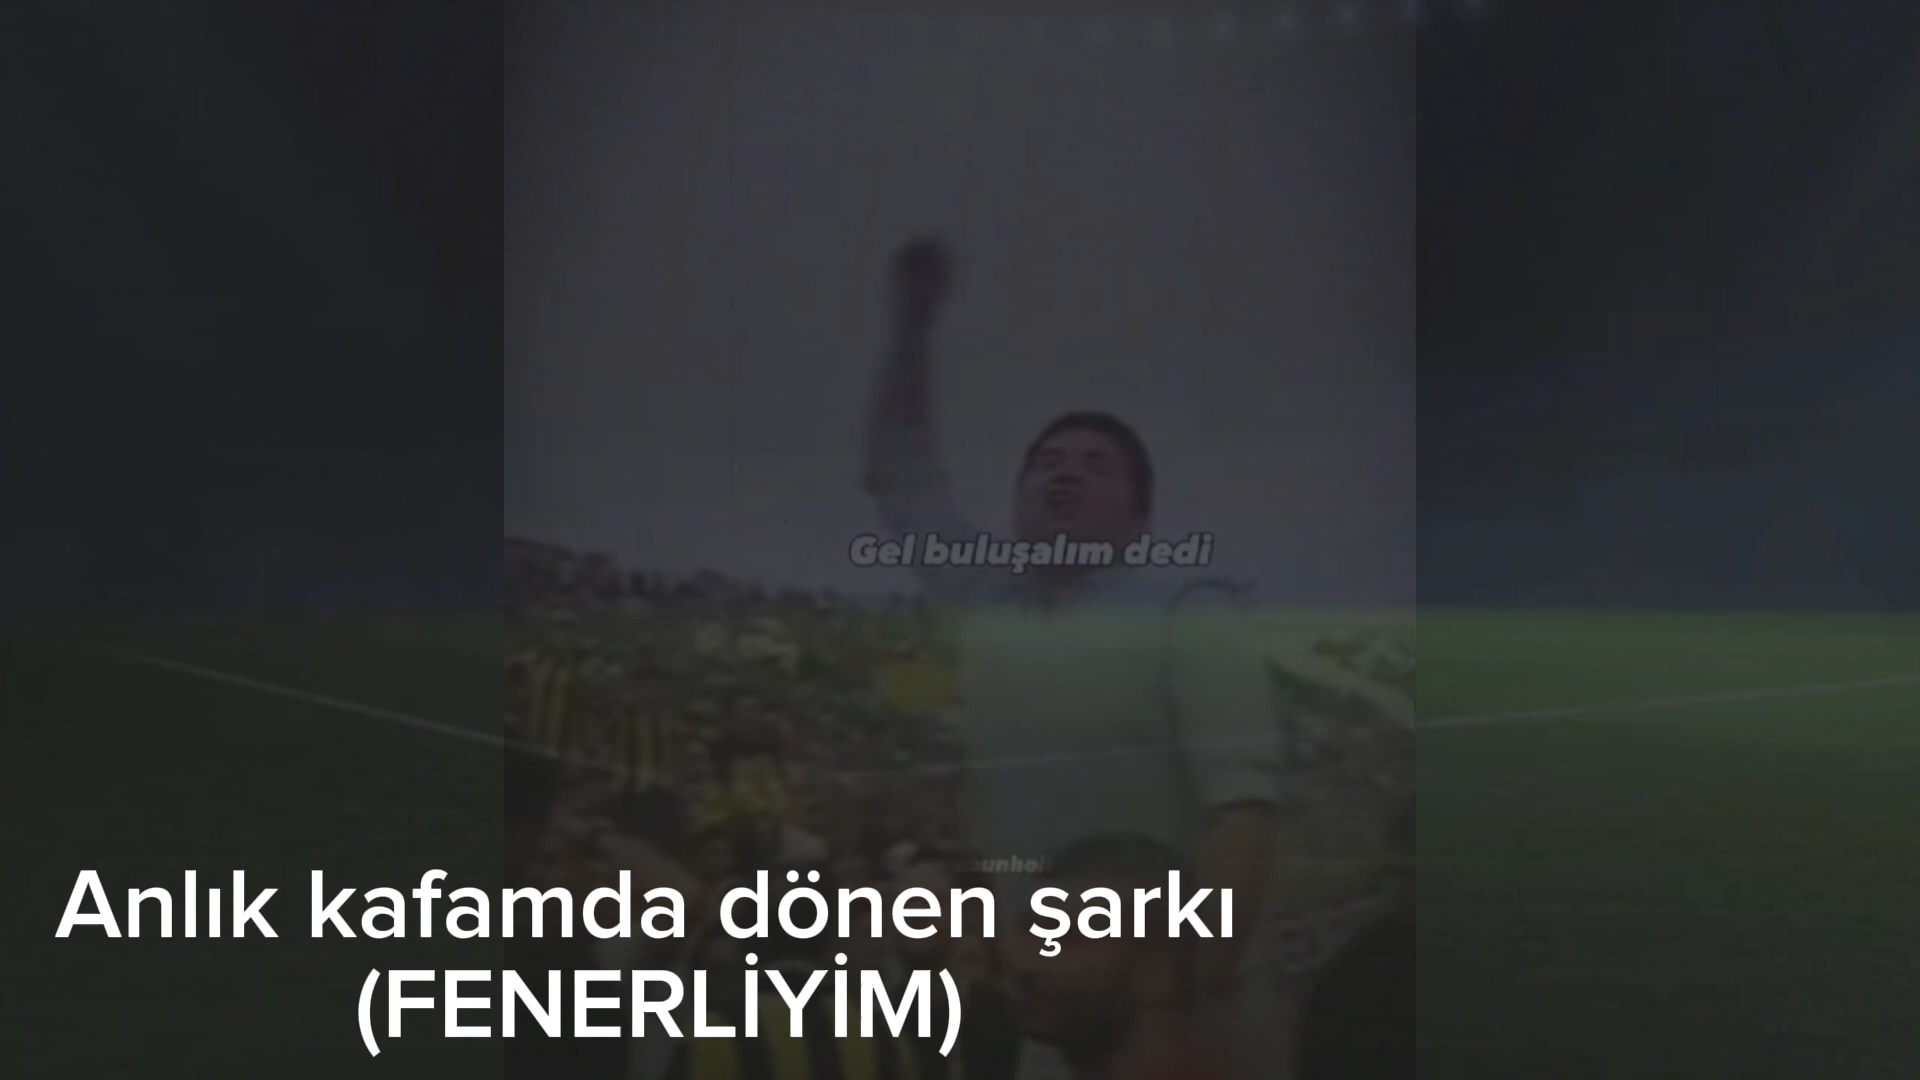 Gel buluşalım dedi
Anlık kafamda dönen şarkı
(FENERLİYİM)